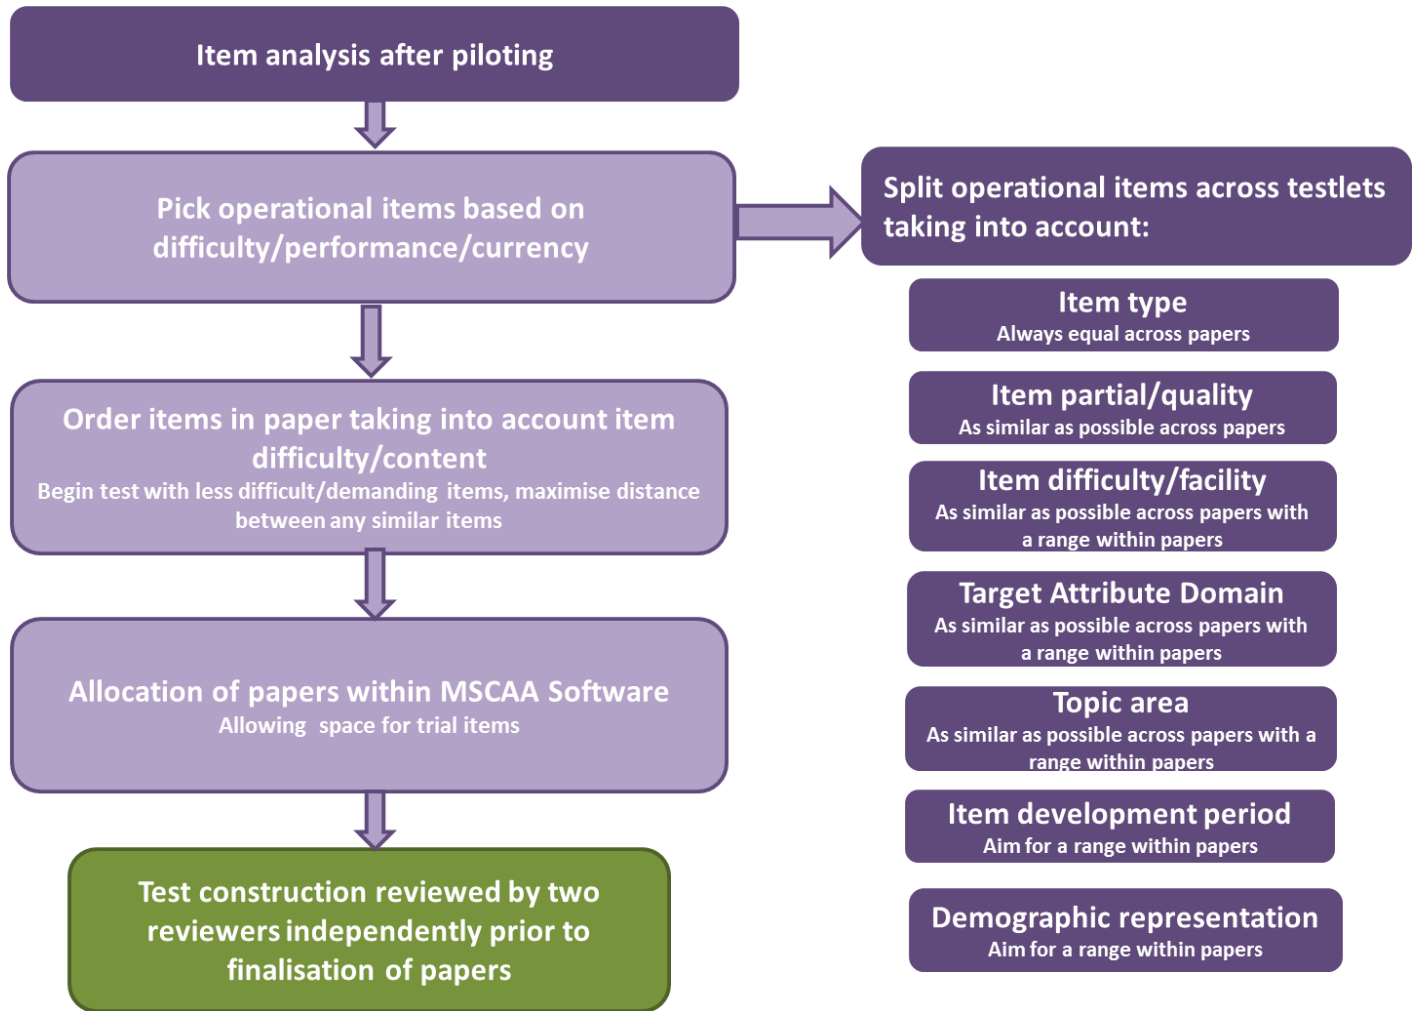 Item analysis after piloting
Pick operational items based on
difficulty/performance/currency
Order items in paper taking into account item
difficulty/content
Begin test with less difficult/demanding items, maximise distance
between any similar items
Allocation of papers within MSCAA Software
Allowing space for trial items
Test construction reviewed by two
reviewers independently prior to
finalisation of papers
Split operational items across testlets
taking into account:
Item type
Always equal across papers
Item partial/quality
As similar as possible across papers
Item difficulty/facility
As similar as possible across papers with
a range within papers
Target Attribute Domain
As similar as possible across papers with
a range within papers
Topic area
As similar as possible across papers with a
range within papers
Item development period
Aim for a range within papers
Demographic representation
Aim for a range within papers